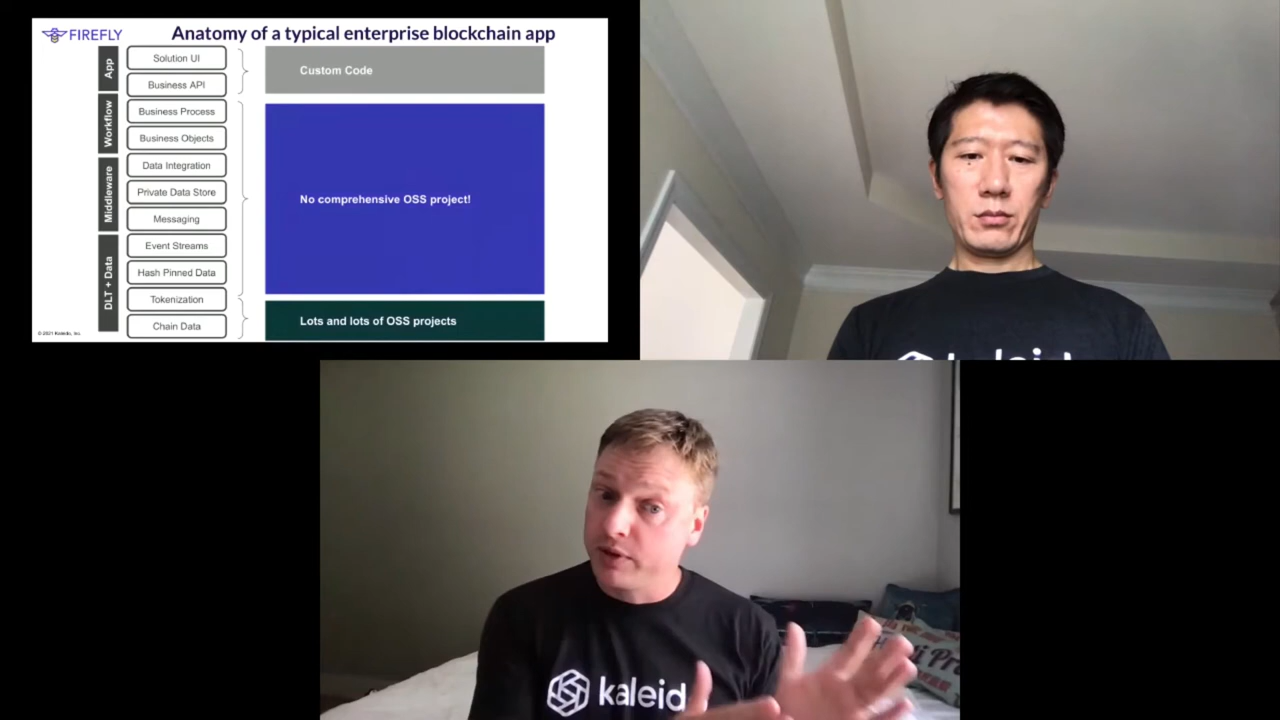 FIREFLY
Anatomy of a typical enterprise blockchain app
App
Solution UI
Business API
Custom Code
Workflow
Business Process
Business Objects
Middleware
Data Integration
Private Data Store
Messaging
No comprehensive OSS project!
DLT + Data
Event Streams
Hash Pinned Data
Tokenization
Chain Data
Lots and lots of OSS projects
© 2021 Kaleido, Inc.
kaleid
kaleid